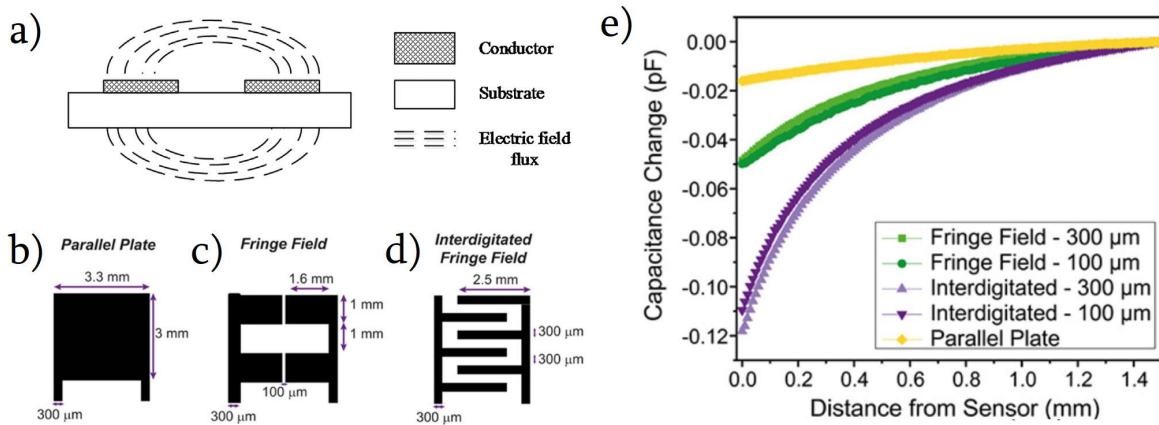 a)
Conductor
Substrate
Electric field
flux
b)
Parallel Plate
3.3 mm
3 mm
300 μm
c)
Fringe Field
1.6 mm
1 mm
1 mm
100 μm
300 μm
d)
Interdigitated
Fringe Field
2.5 mm
300 μm
300 μm
300 μm
e)
Capacitance Change (pF)
0.00
-0.02
-0.04
-0.06
-0.08
-0.10
-0.12
Fringe Field - 300 μm
Fringe Field - 100 μm
Interdigitated - 300 μm
Interdigitated - 100 μm
Parallel Plate
0.0 0.2 0.4 0.6 0.8 1.0 1.2 1.4
Distance from Sensor (mm)